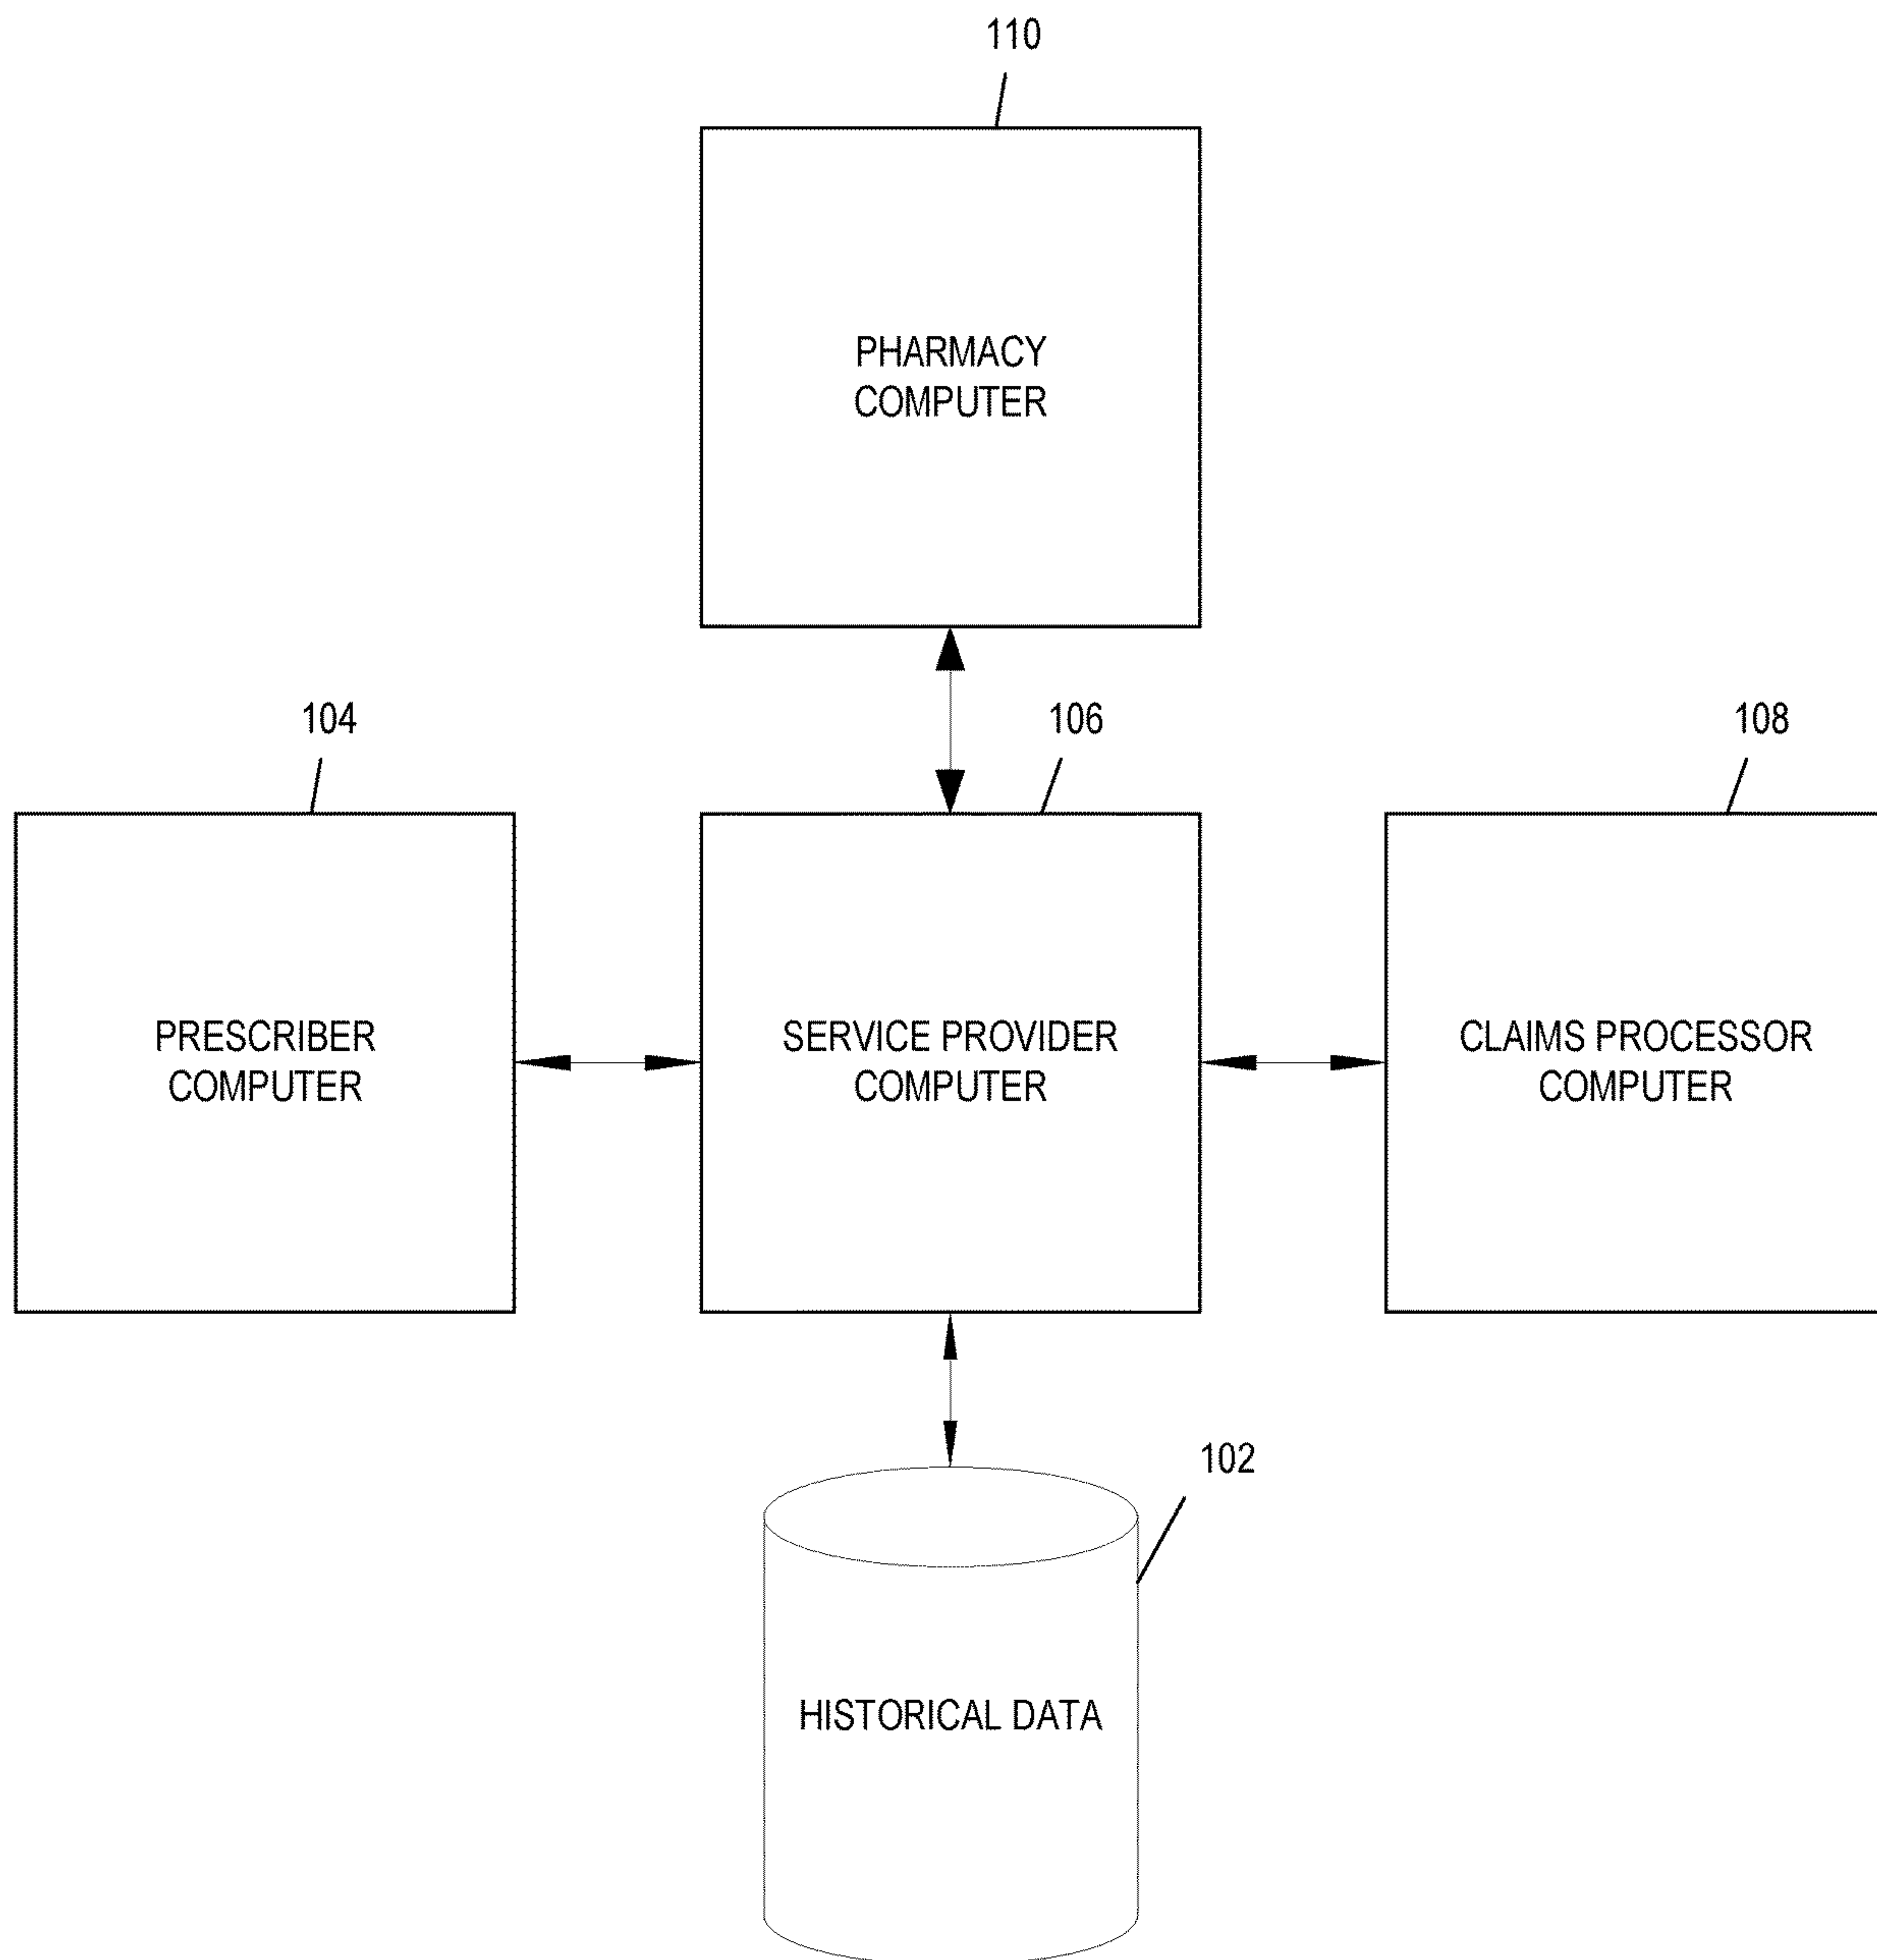 110
PHARMACY
COMPUTER
104
106
108
PRESCRIBER
COMPUTER
SERVICE PROVIDER
COMPUTER
CLAIMS PROCESSOR
COMPUTER
102
HISTORICAL DATA